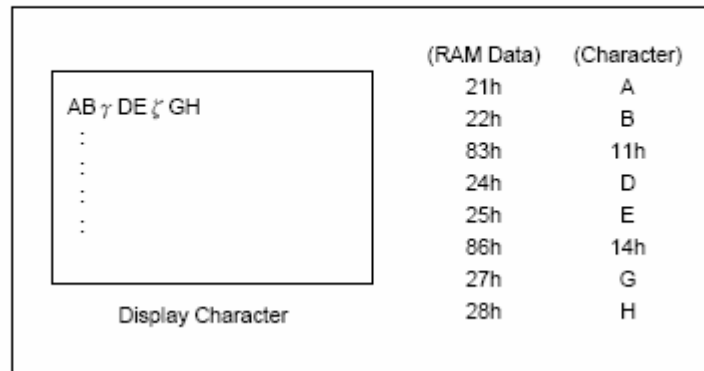 (RAM Data) (Character)
21h A
22h B
83h 11h
24h D
25h E
86h 14h
27h G
28h H
AB γ DE ζ GH
:
:
:
:
Display Character